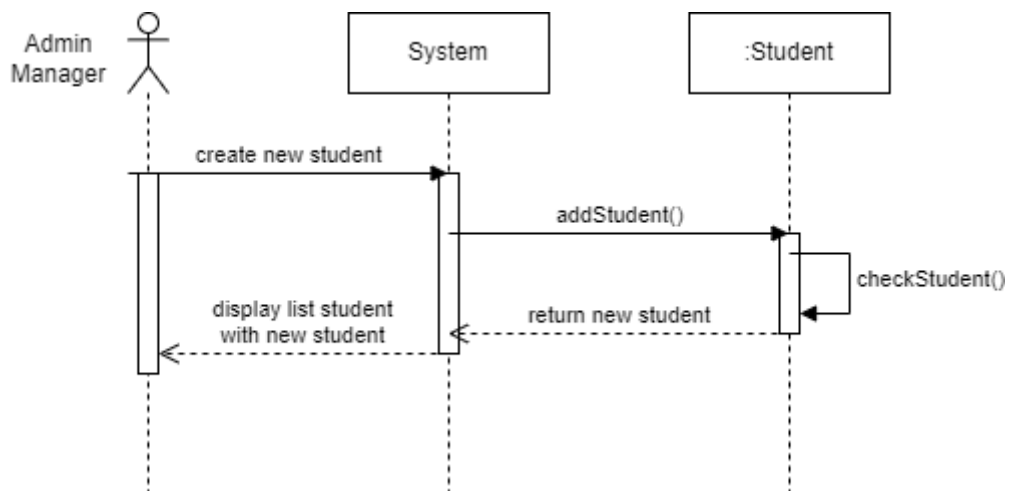 Admin
Manager
System
:Student
create new student
addStudent()
checkStudent()
display list student
with new student
return new student